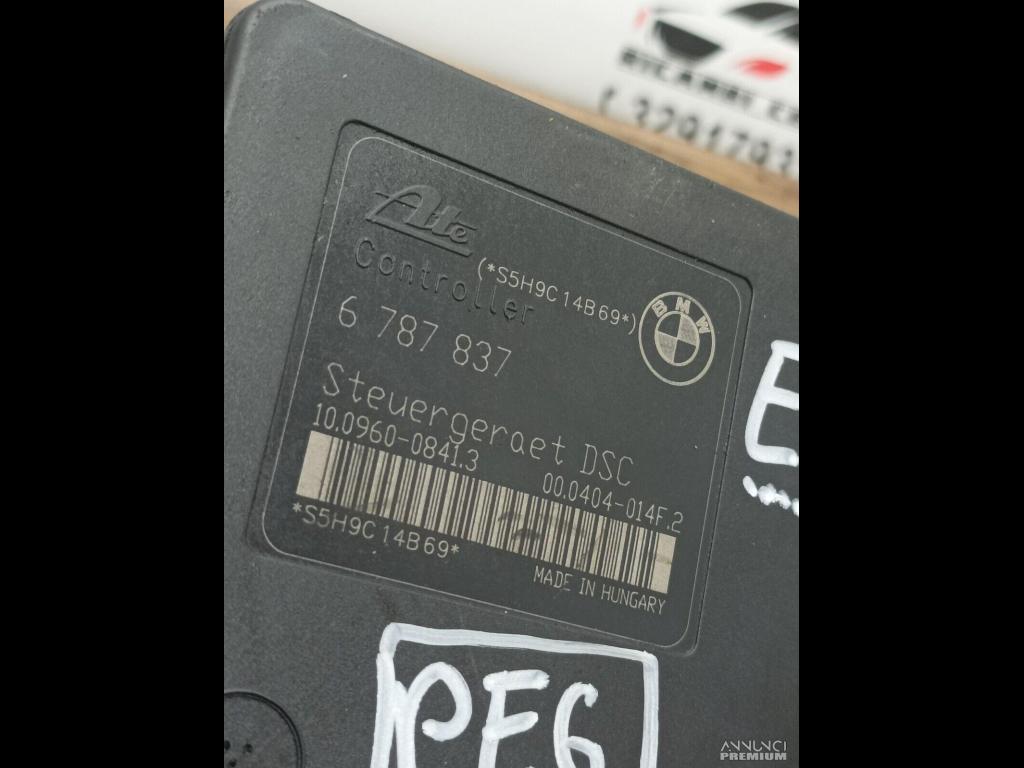 RICAMBI
Ate
Controller
(*S5H9C14B69*)
BMW
6 787 837
Steuergeraet DSC
10.0960-0841.3
00.0404-014F.2
*S5H9C14B69*
MADE IN HUNGARY
E
ANNUNCI
PREMIUM